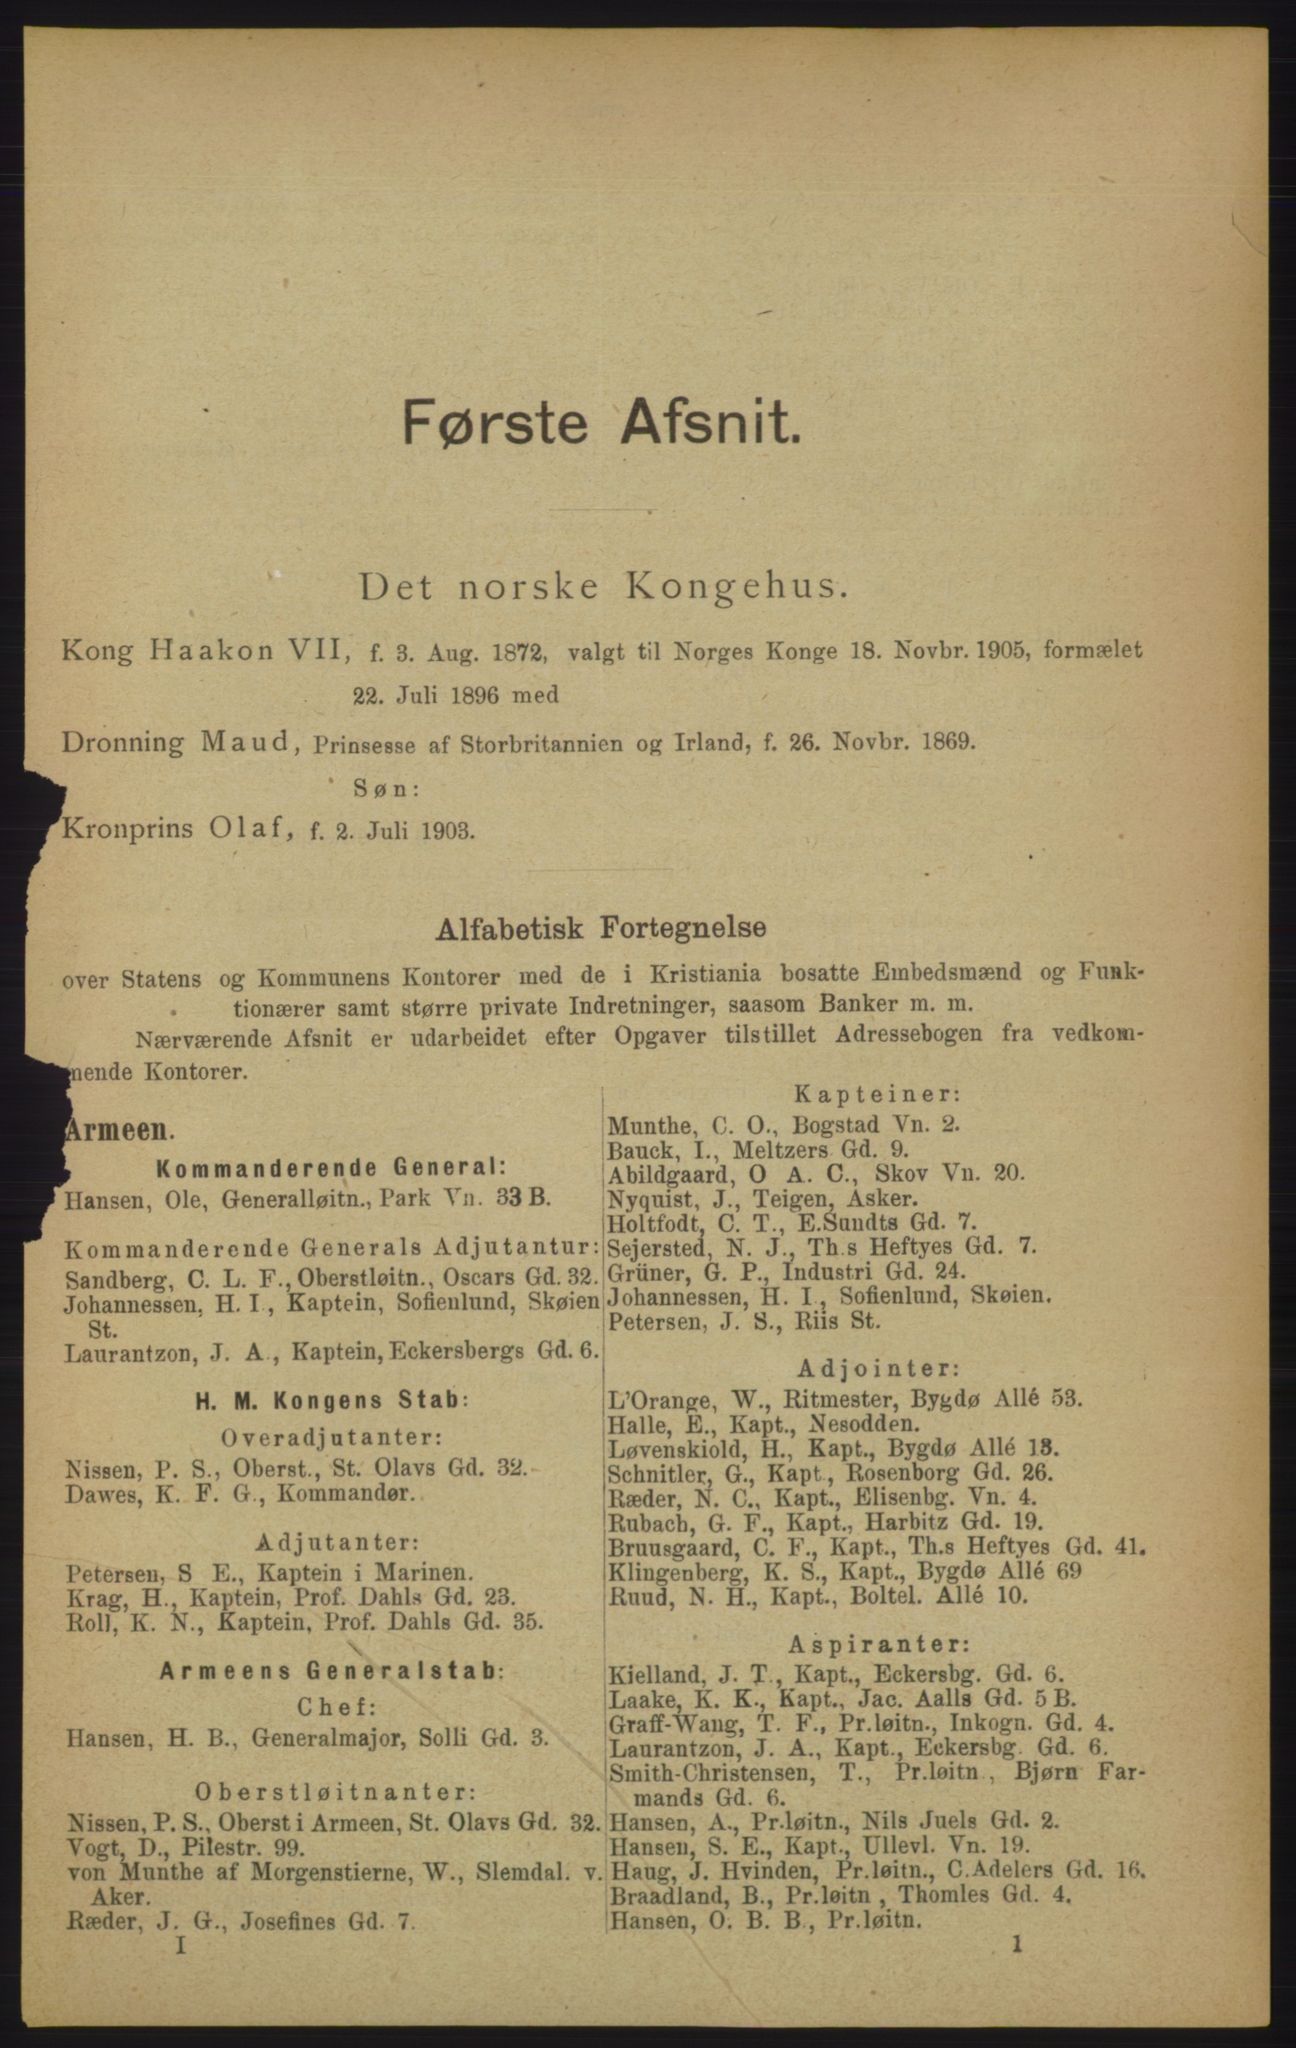 Første Afsnit.
Det norske Kongehus.
Kong Haakon VII, f. 3. Aug. 1872, valgt til Norges Konge 18. Novbr. 1905, formælet
22. Juli 1896 med
Dronning Maud, Prinsesse af Storbritannien og Irland, f. 26. Novbr. 1869.
Søn:
Kronprins Olaf, f. 2. Juli 1903.
Alfabetisk Fortegnelse
over Statens og Kommunens Kontorer med de i Kristiania bosatte Embedsmænd og Funk-
tionærer samt større private Indretninger, saasom Banker m. m.
Nærværende Afsnit er udarbeidet efter Opgaver tilstillet Adressebogen fra vedkom-
mende Kontorer.
Armeen.
Kommanderende General:
Hansen, Ole, Generalløitn., Park Vn. 33 B.
Kommanderende Generals Adjutantur:
Sandberg, C. L. F., Oberstløitn., Oscars Gd. 32.
Johannessen, H. I., Kaptein, Sofienlund, Skøien
St.
Laurantzon, J. A., Kaptein, Eckersbergs Gd. 6.
H. M. Kongens Stab:
Overadjutanter:
Nissen, P. S., Oberst., St. Olavs Gd. 32.
Dawes, K. F. G., Kommandør.
Adjutanter:
Petersen, S E., Kaptein i Marinen.
Krag, H., Kaptein, Prof. Dahls Gd. 23.
Roll, K. N., Kaptein, Prof. Dahls Gd. 35.
Armeens Generalstab:
Chef:
Hansen, H. B., Generalmajor, Solli Gd. 3.
Oberstløitnanter:
Nissen, P. S., Oberst i Armeen, St. Olavs Gd. 32.
Vogt, D., Pilestr. 99.
von Munthe af Morgenstierne, W., Slemdal. v.
Aker.
Ræder, J. G., Josefines Gd. 7.
I
Kapteiner:
Munthe, C. O., Bogstad Vn. 2.
Bauck, I., Meltzers Gd. 9.
Abildgaard, O A. C., Skov Vn. 20.
Nyquist, J., Teigen, Asker.
Holtfodt, C. T., E.Sundts Gd. 7.
Sejersted, N. J., Th.s Heftyes Gd. 7.
Grüner, G. P., Industri Gd. 24.
Johannessen, H. I., Sofienlund, Skøien.
Petersen, J. S., Riis St.
Adjointer:
L'Orange, W., Ritmester, Bygdø Allé 53.
Halle, E., Kapt., Nesodden.
Løvenskiold, H., Kapt., Bygdø Allé 13.
Schnitler, G., Kapt., Rosenborg Gd. 26.
Ræder, N. C., Kapt., Elisenbg. Vn. 4.
Rubach, G. F., Kapt., Harbitz Gd. 19.
Bruusgaard, C. F., Kapt., Th.s Heftyes Gd. 41.
Klingenberg, K. S., Kapt., Bygdø Allé 69
Ruud, N. H., Kapt., Boltel. Allé 10.
Aspiranter:
Kielland, J. T., Kapt., Eckersbg. Gd. 6.
Laake, K. K., Kapt., Jac. Aalls Gd. 5 B.
Graff-Wang, T. F., Pr.løitn., Inkogn. Gd. 4.
Laurantzon, J. A., Kapt., Eckersbg. Gd. 6.
Smith-Christensen, T., Pr.løitn., Bjørn Far-
mands Gd. 6.
Hansen, A., Pr.løitn., Nils Juels Gd. 2.
Hansen, S. E., Kapt., Ullevl. Vn. 19.
Haug, J. Hvinden, Pr.løitn., C.Adelers Gd. 16.
Braadland, B., Pr.løitn , Thomles Gd. 4.
Hansen, O. B. B., Pr.løitn.
1